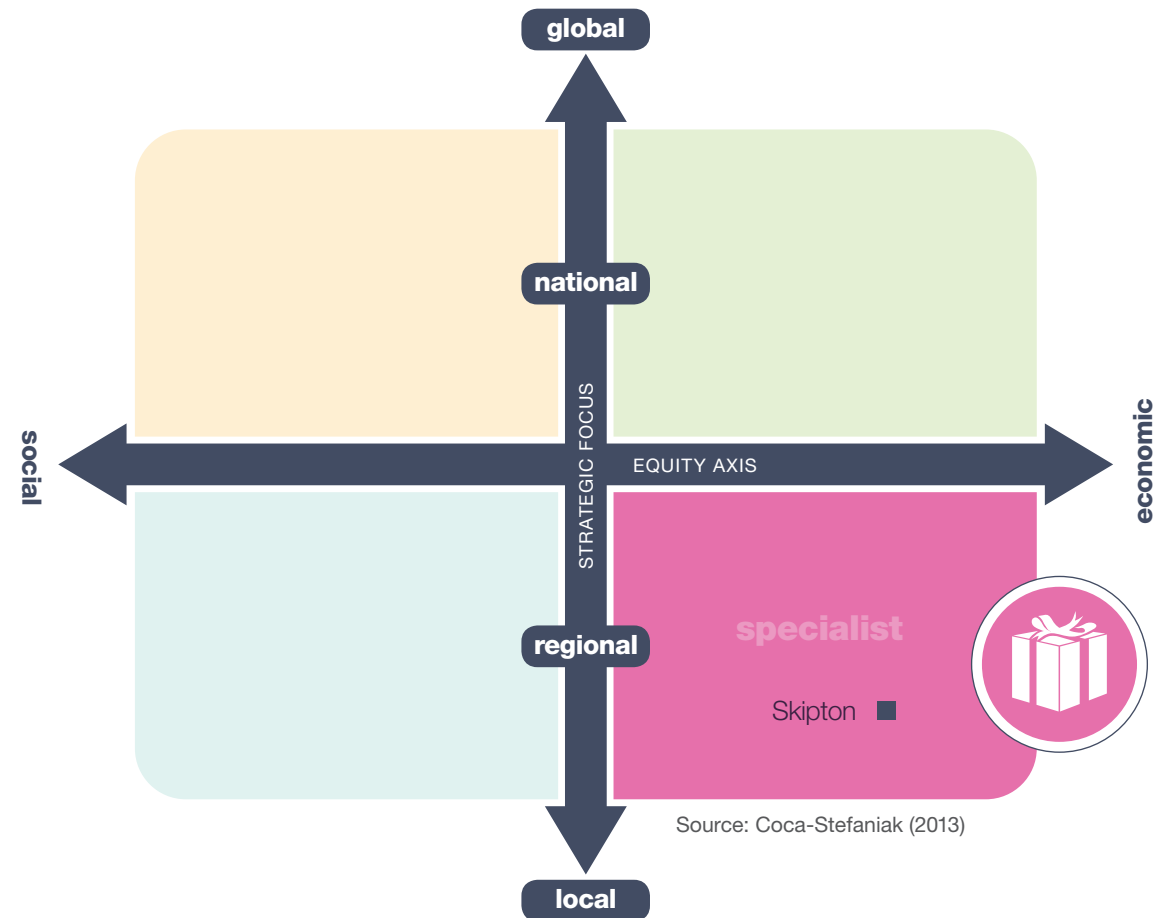 global
national
social
STRATEGIC FOCUS
EQUITY AXIS
economic
specialist
regional
Skipton
Source: Coca-Stefaniak (2013)
local